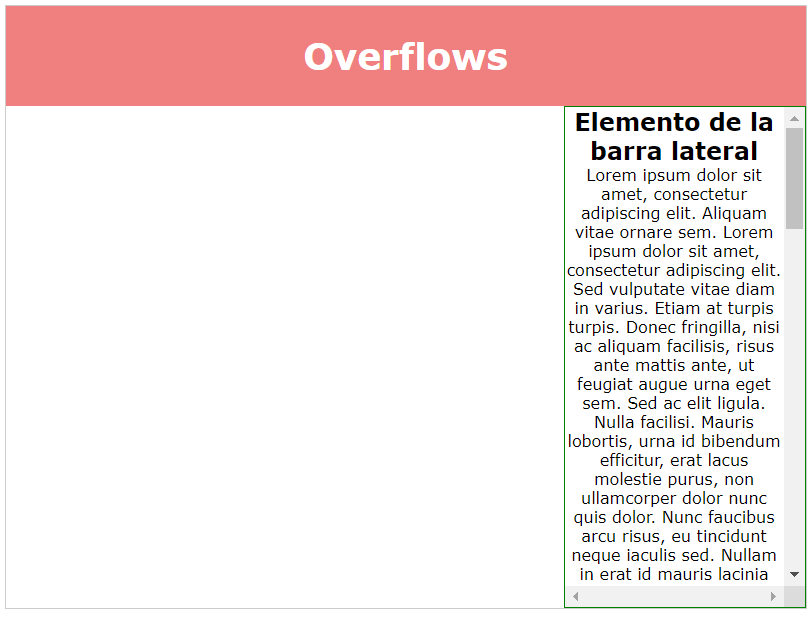 Overflows
Elemento de la
barra lateral
Lorem ipsum dolor sit
amet, consectetur
adipiscing elit. Aliquam
vitae ornare sem. Lorem
ipsum dolor sit amet,
consectetur adipiscing elit.
Sed vulputate vitae diam
in varius. Etiam at turpis
turpis. Donec fringilla, nisi
ac aliquam facilisis, risus
ante mattis ante, ut
feugiat augue urna eget
sem. Sed ac elit ligula.
Nulla facilisi. Mauris
lobortis, urna id bibendum
efficitur, erat lacus
molestie purus, non
ullamcorper dolor nunc
quis dolor. Nunc faucibus
arcu risus, eu tincidunt
neque iaculis sed. Nullam
in erat id mauris lacinia